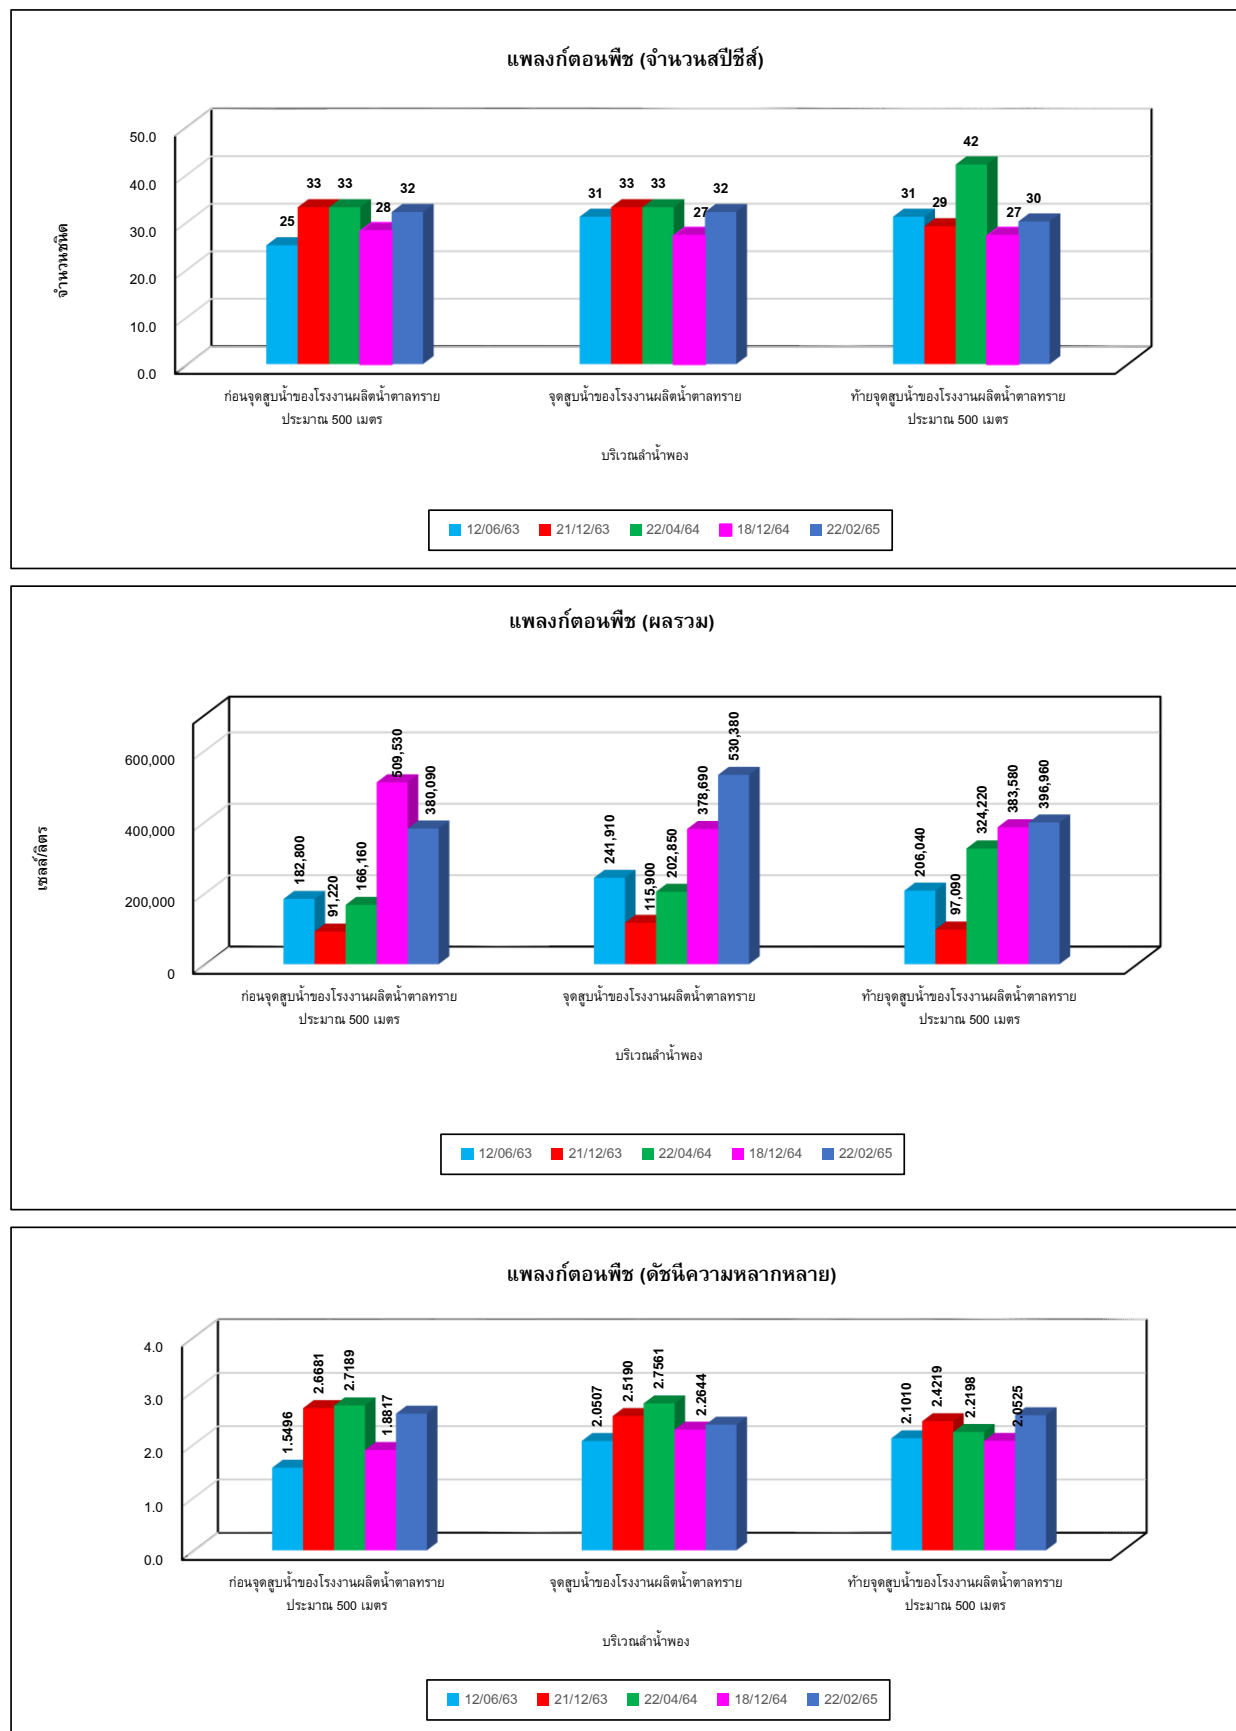 แพลงก์ตอนพืช (จำนวนสปีชีส์)
50.0
40.0
30.0
20.0
10.0
0.0
จำนวนชนิด
25 33 33 28 32
31 33 33 27 32
31 29 42 27 30
ก่อนจุดสูบน้ำของโรงงานผลิตน้ำตาลทราย
ประมาณ 500 เมตร
จุดสูบน้ำของโรงงานผลิตน้ำตาลทราย
ท้ายจุดสูบน้ำของโรงงานผลิตน้ำตาลทราย
ประมาณ 500 เมตร
บริเวณลำน้ำพอง
12/06/63 21/12/63 22/04/64 18/12/64 22/02/65
แพลงก์ตอนพืช (ผลรวม)
600,000
400,000
200,000
0
เซลล์/ลิตร
182,800 91,220 166,160 509,530 380,090
241,910 115,900 202,850 378,690 530,380
206,040 97,090 324,220 383,580 396,960
ก่อนจุดสูบน้ำของโรงงานผลิตน้ำตาลทราย
ประมาณ 500 เมตร
จุดสูบน้ำของโรงงานผลิตน้ำตาลทราย
ท้ายจุดสูบน้ำของโรงงานผลิตน้ำตาลทราย
ประมาณ 500 เมตร
บริเวณลำน้ำพอง
12/06/63 21/12/63 22/04/64 18/12/64 22/02/65
แพลงก์ตอนพืช (ดัชนีความหลากหลาย)
4.0
3.0
2.0
1.0
0.0
1.5496 2.6681 2.7189 1.8817
2.0507 2.5190 2.7561 2.2644
2.1010 2.4219 2.2198 2.0525
ก่อนจุดสูบน้ำของโรงงานผลิตน้ำตาลทราย
ประมาณ 500 เมตร
จุดสูบน้ำของโรงงานผลิตน้ำตาลทราย
ท้ายจุดสูบน้ำของโรงงานผลิตน้ำตาลทราย
ประมาณ 500 เมตร
บริเวณลำน้ำพอง
12/06/63 21/12/63 22/04/64 18/12/64 22/02/65